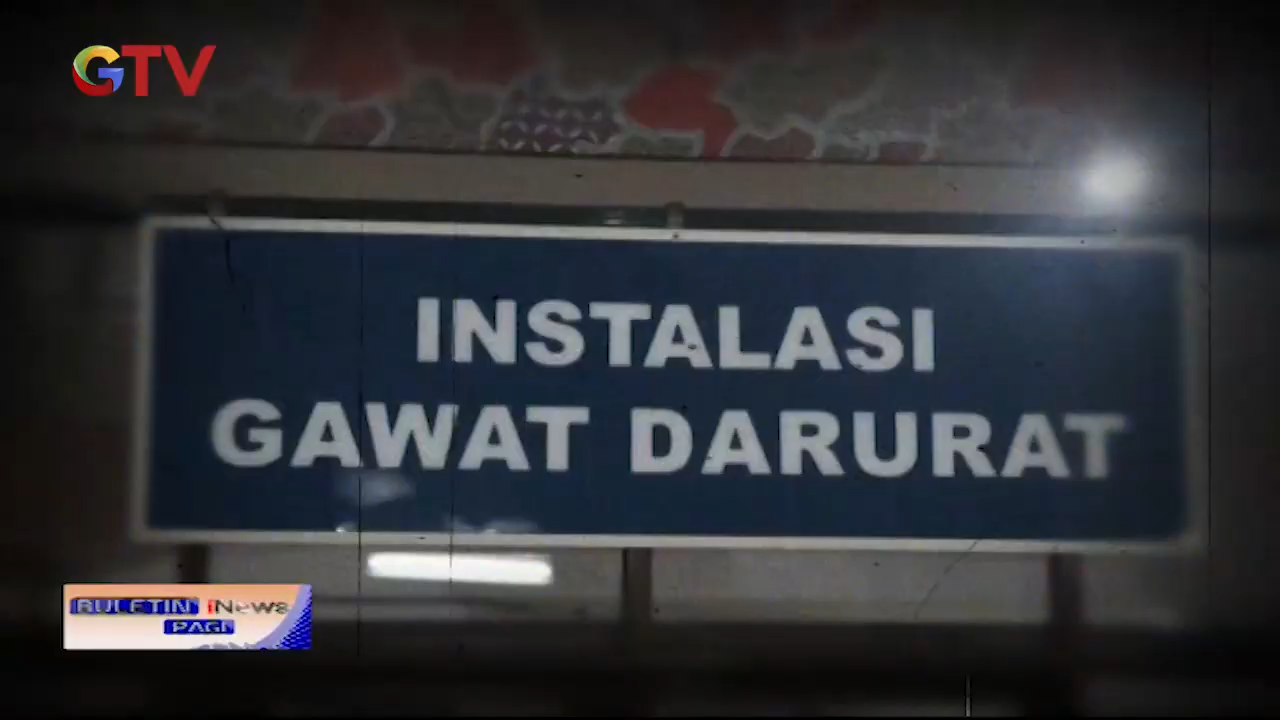 GTV
INSTALASI
GAWAT DARURAT
BULETIN iNews
PAGI